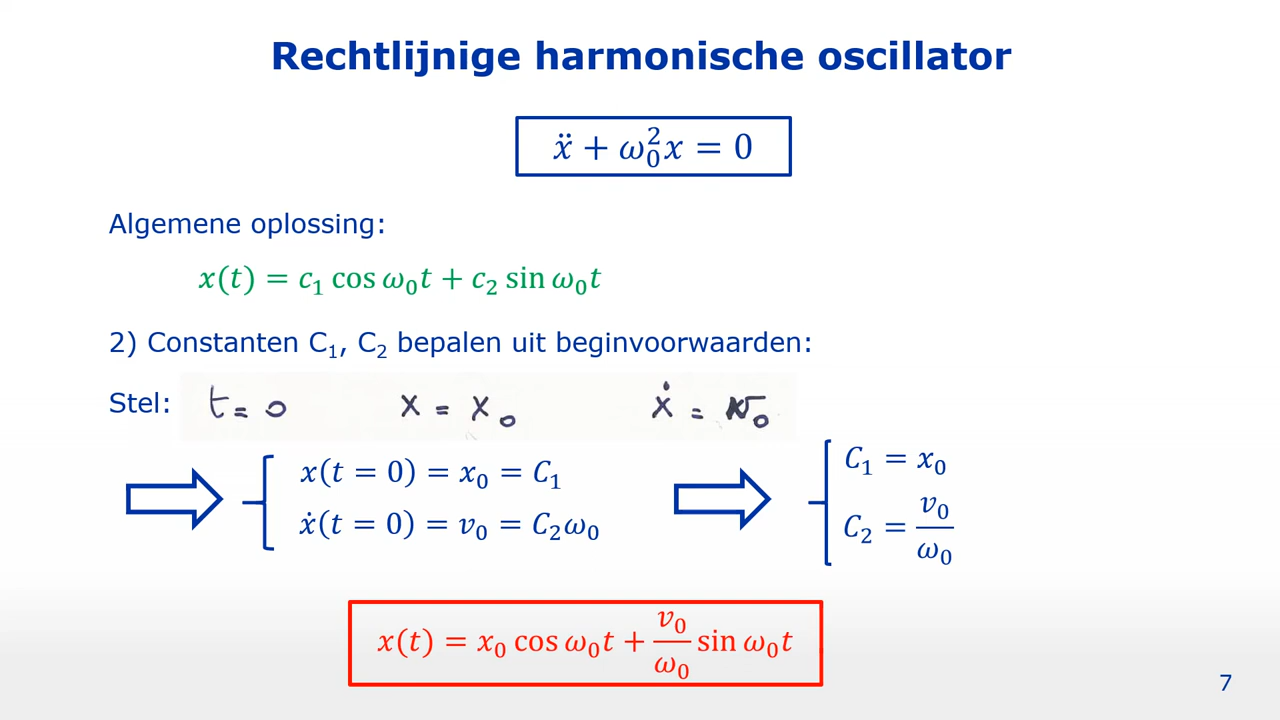 Rechtlijnige harmonische oscillator
ẍ + ω₀²x = 0
Algemene oplossing:
x(t) = c₁ cos ω₀t + c₂ sin ω₀t
2) Constanten C₁, C₂ bepalen uit beginvoorwaarden:
Stel: t = 0 x = x₀ ẋ = v₀
x(t = 0) = x₀ = C₁
ẋ(t = 0) = v₀ = C₂ω₀
C₁ = x₀
C₂ = v₀/ω₀
x(t) = x₀ cos ω₀t + v₀/ω₀ sin ω₀t
7